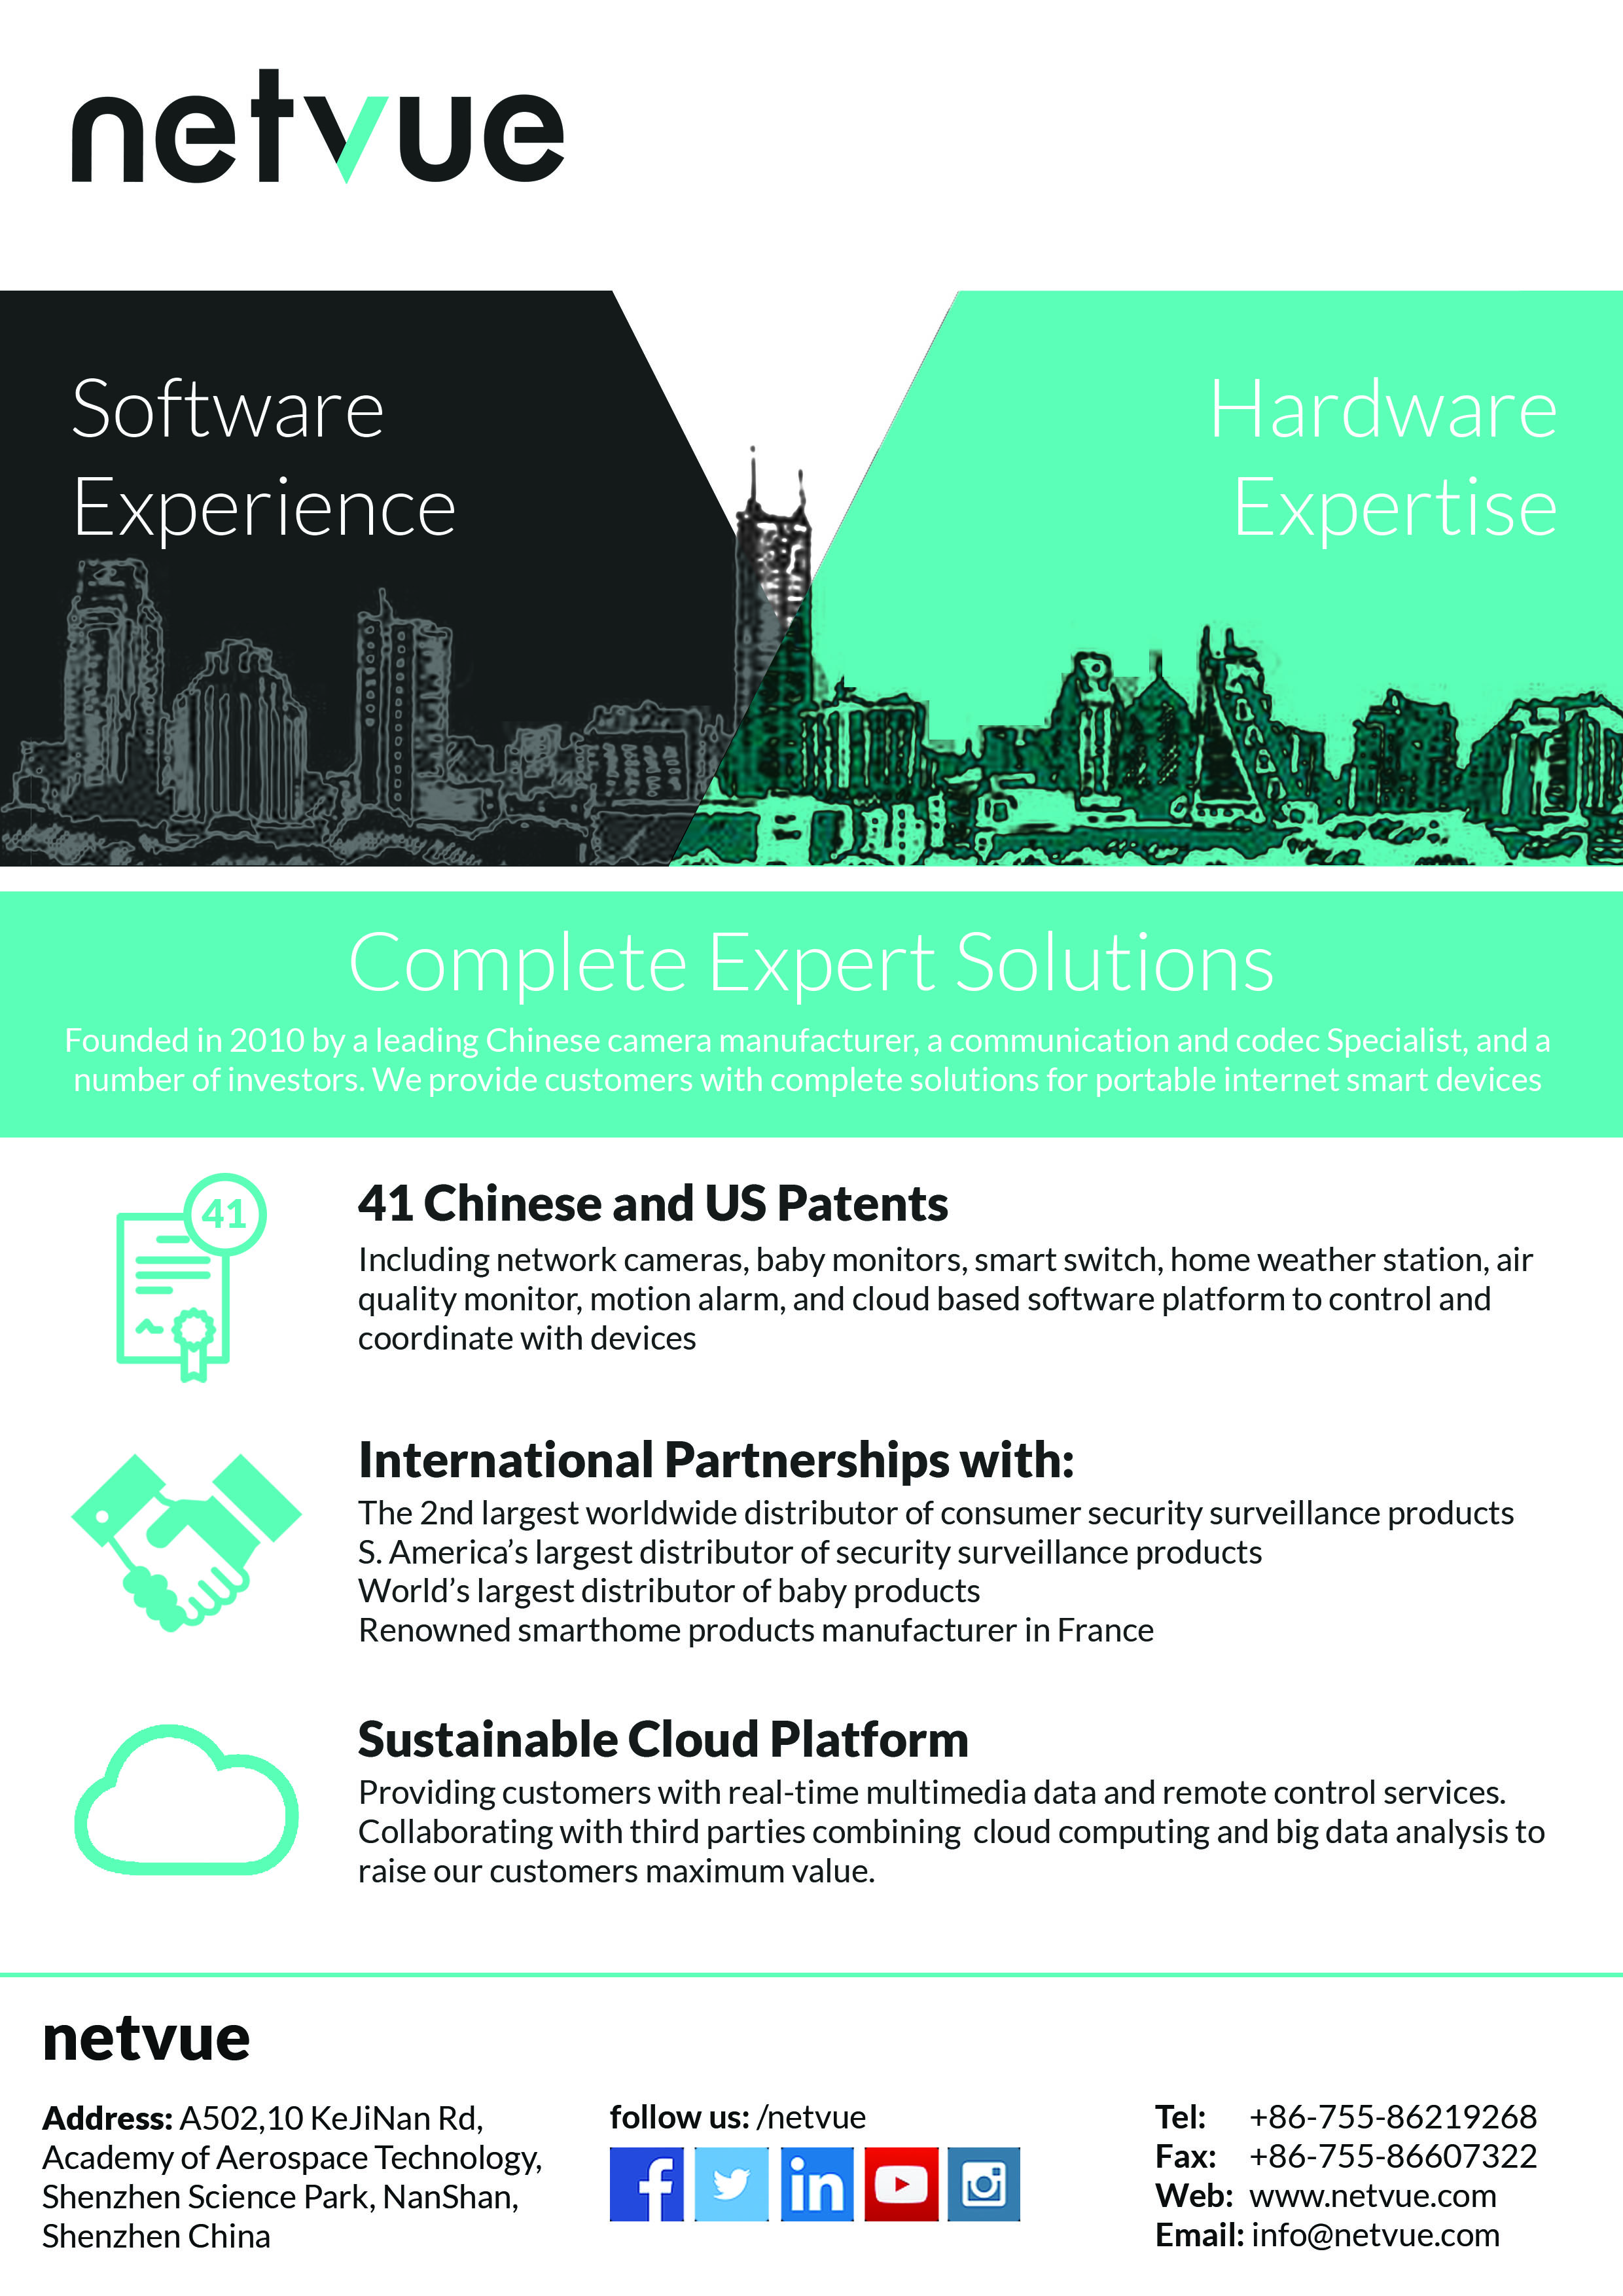 netvue
Software
Experience
Hardware
Expertise
Complete Expert Solutions
Founded in 2010 by a leading Chinese camera manufacturer, a communication and codec Specialist, and a
number of investors. We provide customers with complete solutions for portable internet smart devices
41
41 Chinese and US Patents
Including network cameras, baby monitors, smart switch, home weather station, air
quality monitor, motion alarm, and cloud based software platform to control and
coordinate with devices
International Partnerships with:
The 2nd largest worldwide distributor of consumer security surveillance products
S. America's largest distributor of security surveillance products
World's largest distributor of baby products
Renowned smarthome products manufacturer in France
Sustainable Cloud Platform
Providing customers with real-time multimedia data and remote control services.
Collaborating with third parties combining  cloud computing and big data analysis to
raise our customers maximum value.
netvue
Address: A502,10 KeJiNan Rd,
Academy of Aerospace Technology,
Shenzhen Science Park, NanShan,
Shenzhen China
follow us: /netvue
f in
Tel: +86-755-86219268
Fax: +86-755-86607322
Web: www.netvue.com
Email: info@netvue.com